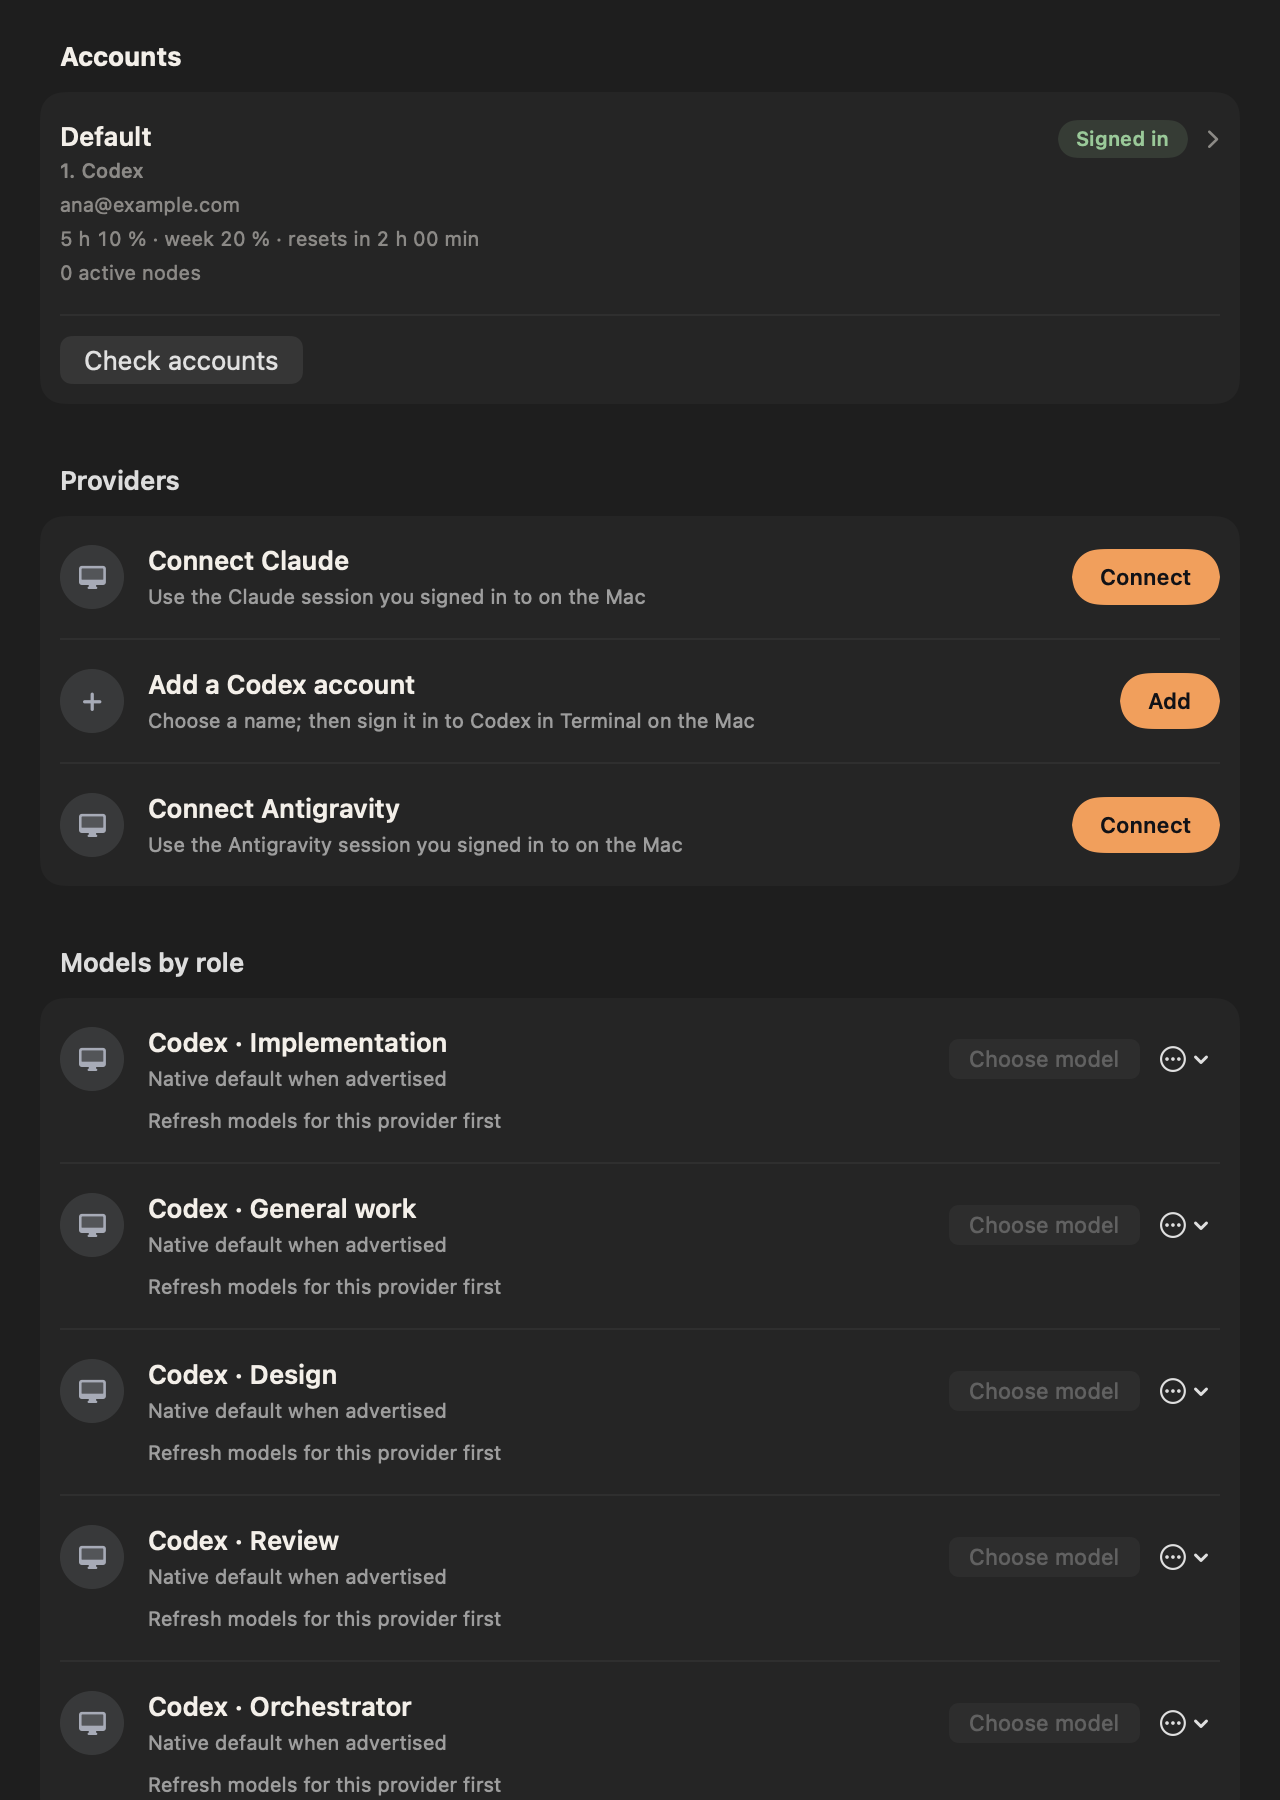 Accounts
Default
Signed in
1. Codex
ana@example.com
5 h 10 % · week 20 % · resets in 2 h 00 min
0 active nodes
Check accounts
Providers
Connect Claude
Use the Claude session you signed in to on the Mac
Connect
Add a Codex account
Choose a name; then sign it in to Codex in Terminal on the Mac
Add
Connect Antigravity
Use the Antigravity session you signed in to on the Mac
Connect
Models by role
Codex · Implementation
Native default when advertised
Refresh models for this provider first
Choose model
Codex · General work
Native default when advertised
Refresh models for this provider first
Choose model
Codex · Design
Native default when advertised
Refresh models for this provider first
Choose model
Codex · Review
Native default when advertised
Refresh models for this provider first
Choose model
Codex · Orchestrator
Native default when advertised
Refresh models for this provider first
Choose model